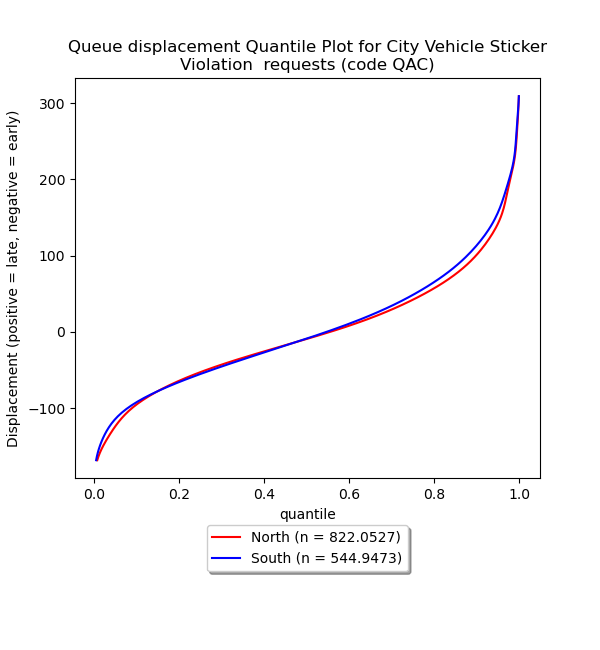 Queue displacement Quantile Plot for City Vehicle Sticker
Violation  requests (code QAC)
Displacement (positive = late, negative = early)
300
200
100
0
−100
0.0
0.2
0.4
0.6
0.8
1.0
quantile
North (n = 822.0527)
South (n = 544.9473)